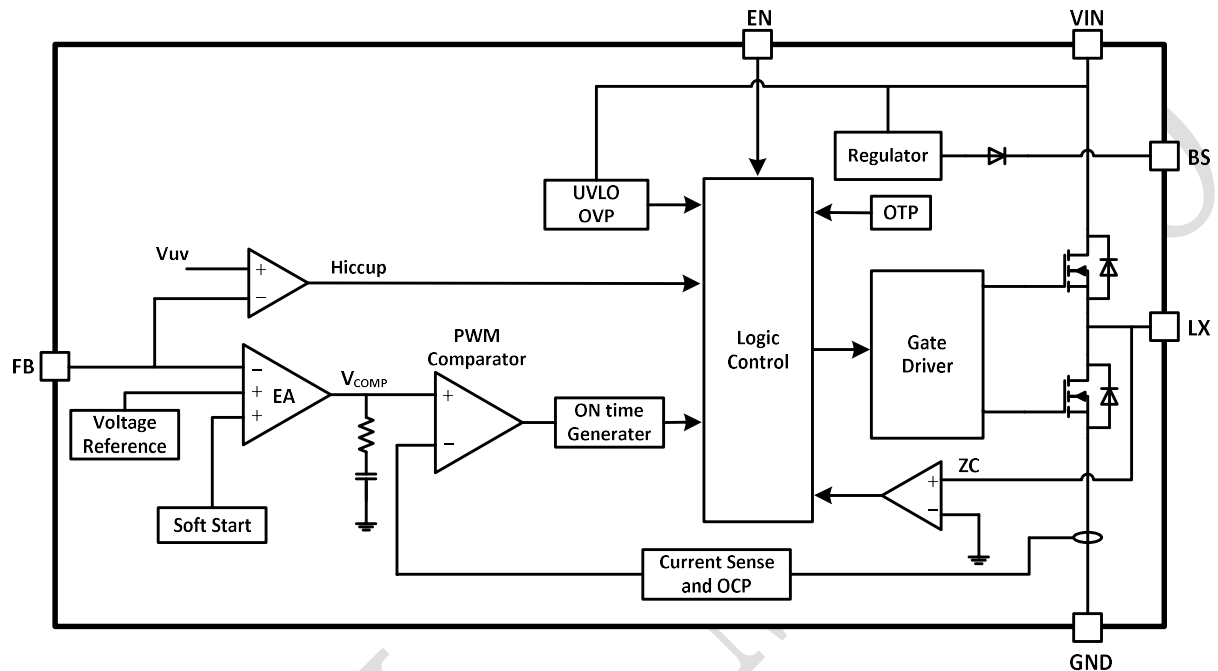 EN
VIN
Regulator
BS
UVLO
OVP
OTP
Vuv
+
−
Hiccup
PWM
Comparator
Logic
Control
Gate
Driver
LX
FB
−
+
+
EA
VCOMP
+
−
ON time
Generater
Voltage
Reference
ZC
+
−
Soft Start
Current Sense
and OCP
GND